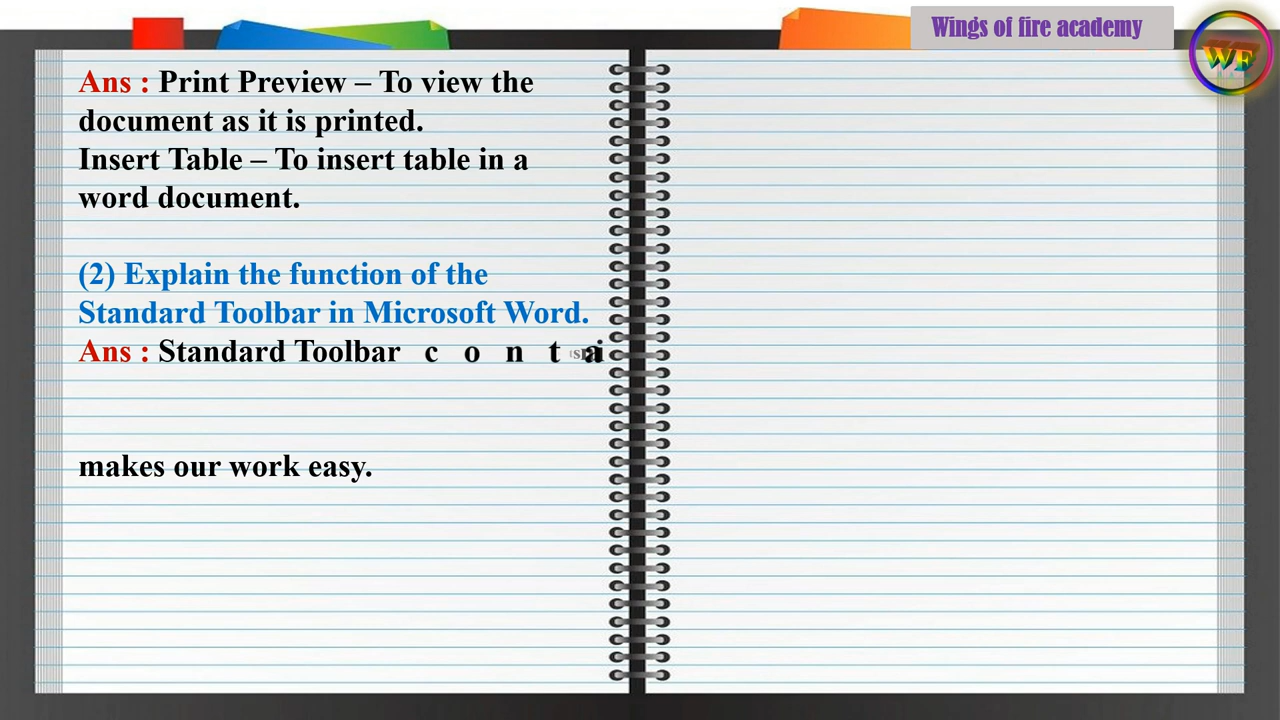 Wings of fire academy
WF
Ans : Print Preview – To view the
document as it is printed.
Insert Table – To insert table in a
word document.
(2) Explain the function of the
Standard Toolbar in Microsoft Word.
Ans : Standard Toolbar c o n t a
makes our work easy.